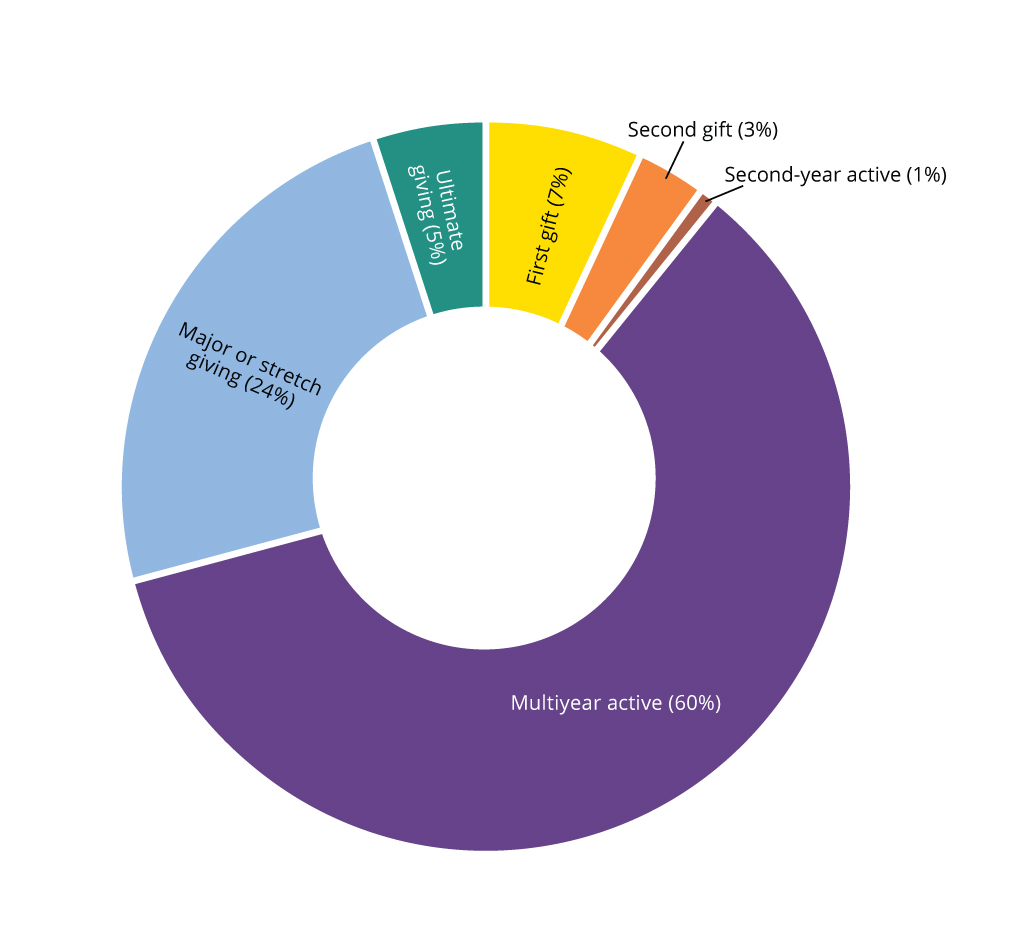 Second gift (3%)
Second-year active (1%)
Ultimate
giving (5%)
First gift (7%)
Major or stretch
giving (24%)
Multiyear active (60%)